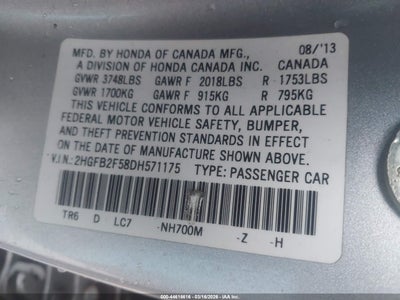 MFD. BY HONDA OF CANADA MFG., 08/'13
A DIVISION OF HONDA CANADA INC. CANADA
GVWR 3748LBS GAWR F 2018LBS R 1753LBS
GVWR 1700KG GAWR F 915KG R 795KG
THIS VEHICLE CONFORMS TO ALL APPLICABLE
FEDERAL MOTOR VEHICLE SAFETY, BUMPER,
AND THEFT PREVENTION STANDARDS IN EFFECT
ON THE DATE OF MANUFACTURE SHOWN ABOVE.
V.I.N.: 2HGFB2F58DH571175 TYPE: PASSENGER CAR
TR6 D LC7 -NH700M -Z -H
000-44618616 - 03/16/2026 - IAA Inc.